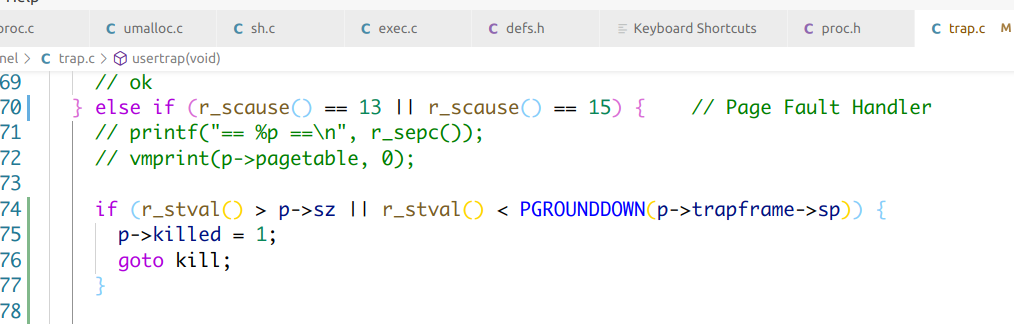 Help
proc.c C umalloc.c C sh.c C exec.c C defs.h Keyboard Shortcuts C proc.h C trap.c M
nel > C trap.c > usertrap(void)
69 // ok
70 } else if (r_scause() == 13 || r_scause() == 15) { // Page Fault Handler
71 // printf("== %p ==\n", r_sepc());
72 // vmprint(p->pagetable, 0);
73
74 if (r_stval() > p->sz || r_stval() < PGROUNDDOWN(p->trapframe->sp)) {
75 p->killed = 1;
76 goto kill;
77 }
78